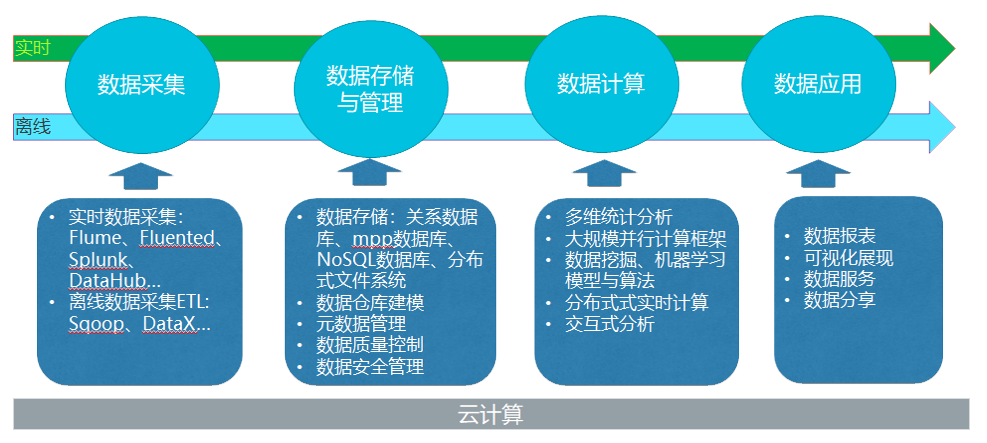 实时
数据采集
数据存储
与管理
数据计算
数据应用
离线
• 实时数据采集：
Flume、Fluented、
Splunk、
DataHub...
• 离线数据采集ETL:
Sqoop、DataX...
• 数据存储：关系数据
库、mpp数据库、
NoSQL数据库、分布
式文件系统
• 数据仓库建模
• 元数据管理
• 数据质量控制
• 数据安全管理
• 多维统计分析
• 大规模并行计算框架
• 数据挖掘、机器学习
模型与算法
• 分布式式实时计算
• 交互式分析
• 数据报表
• 可视化展现
• 数据服务
• 数据分享
云计算